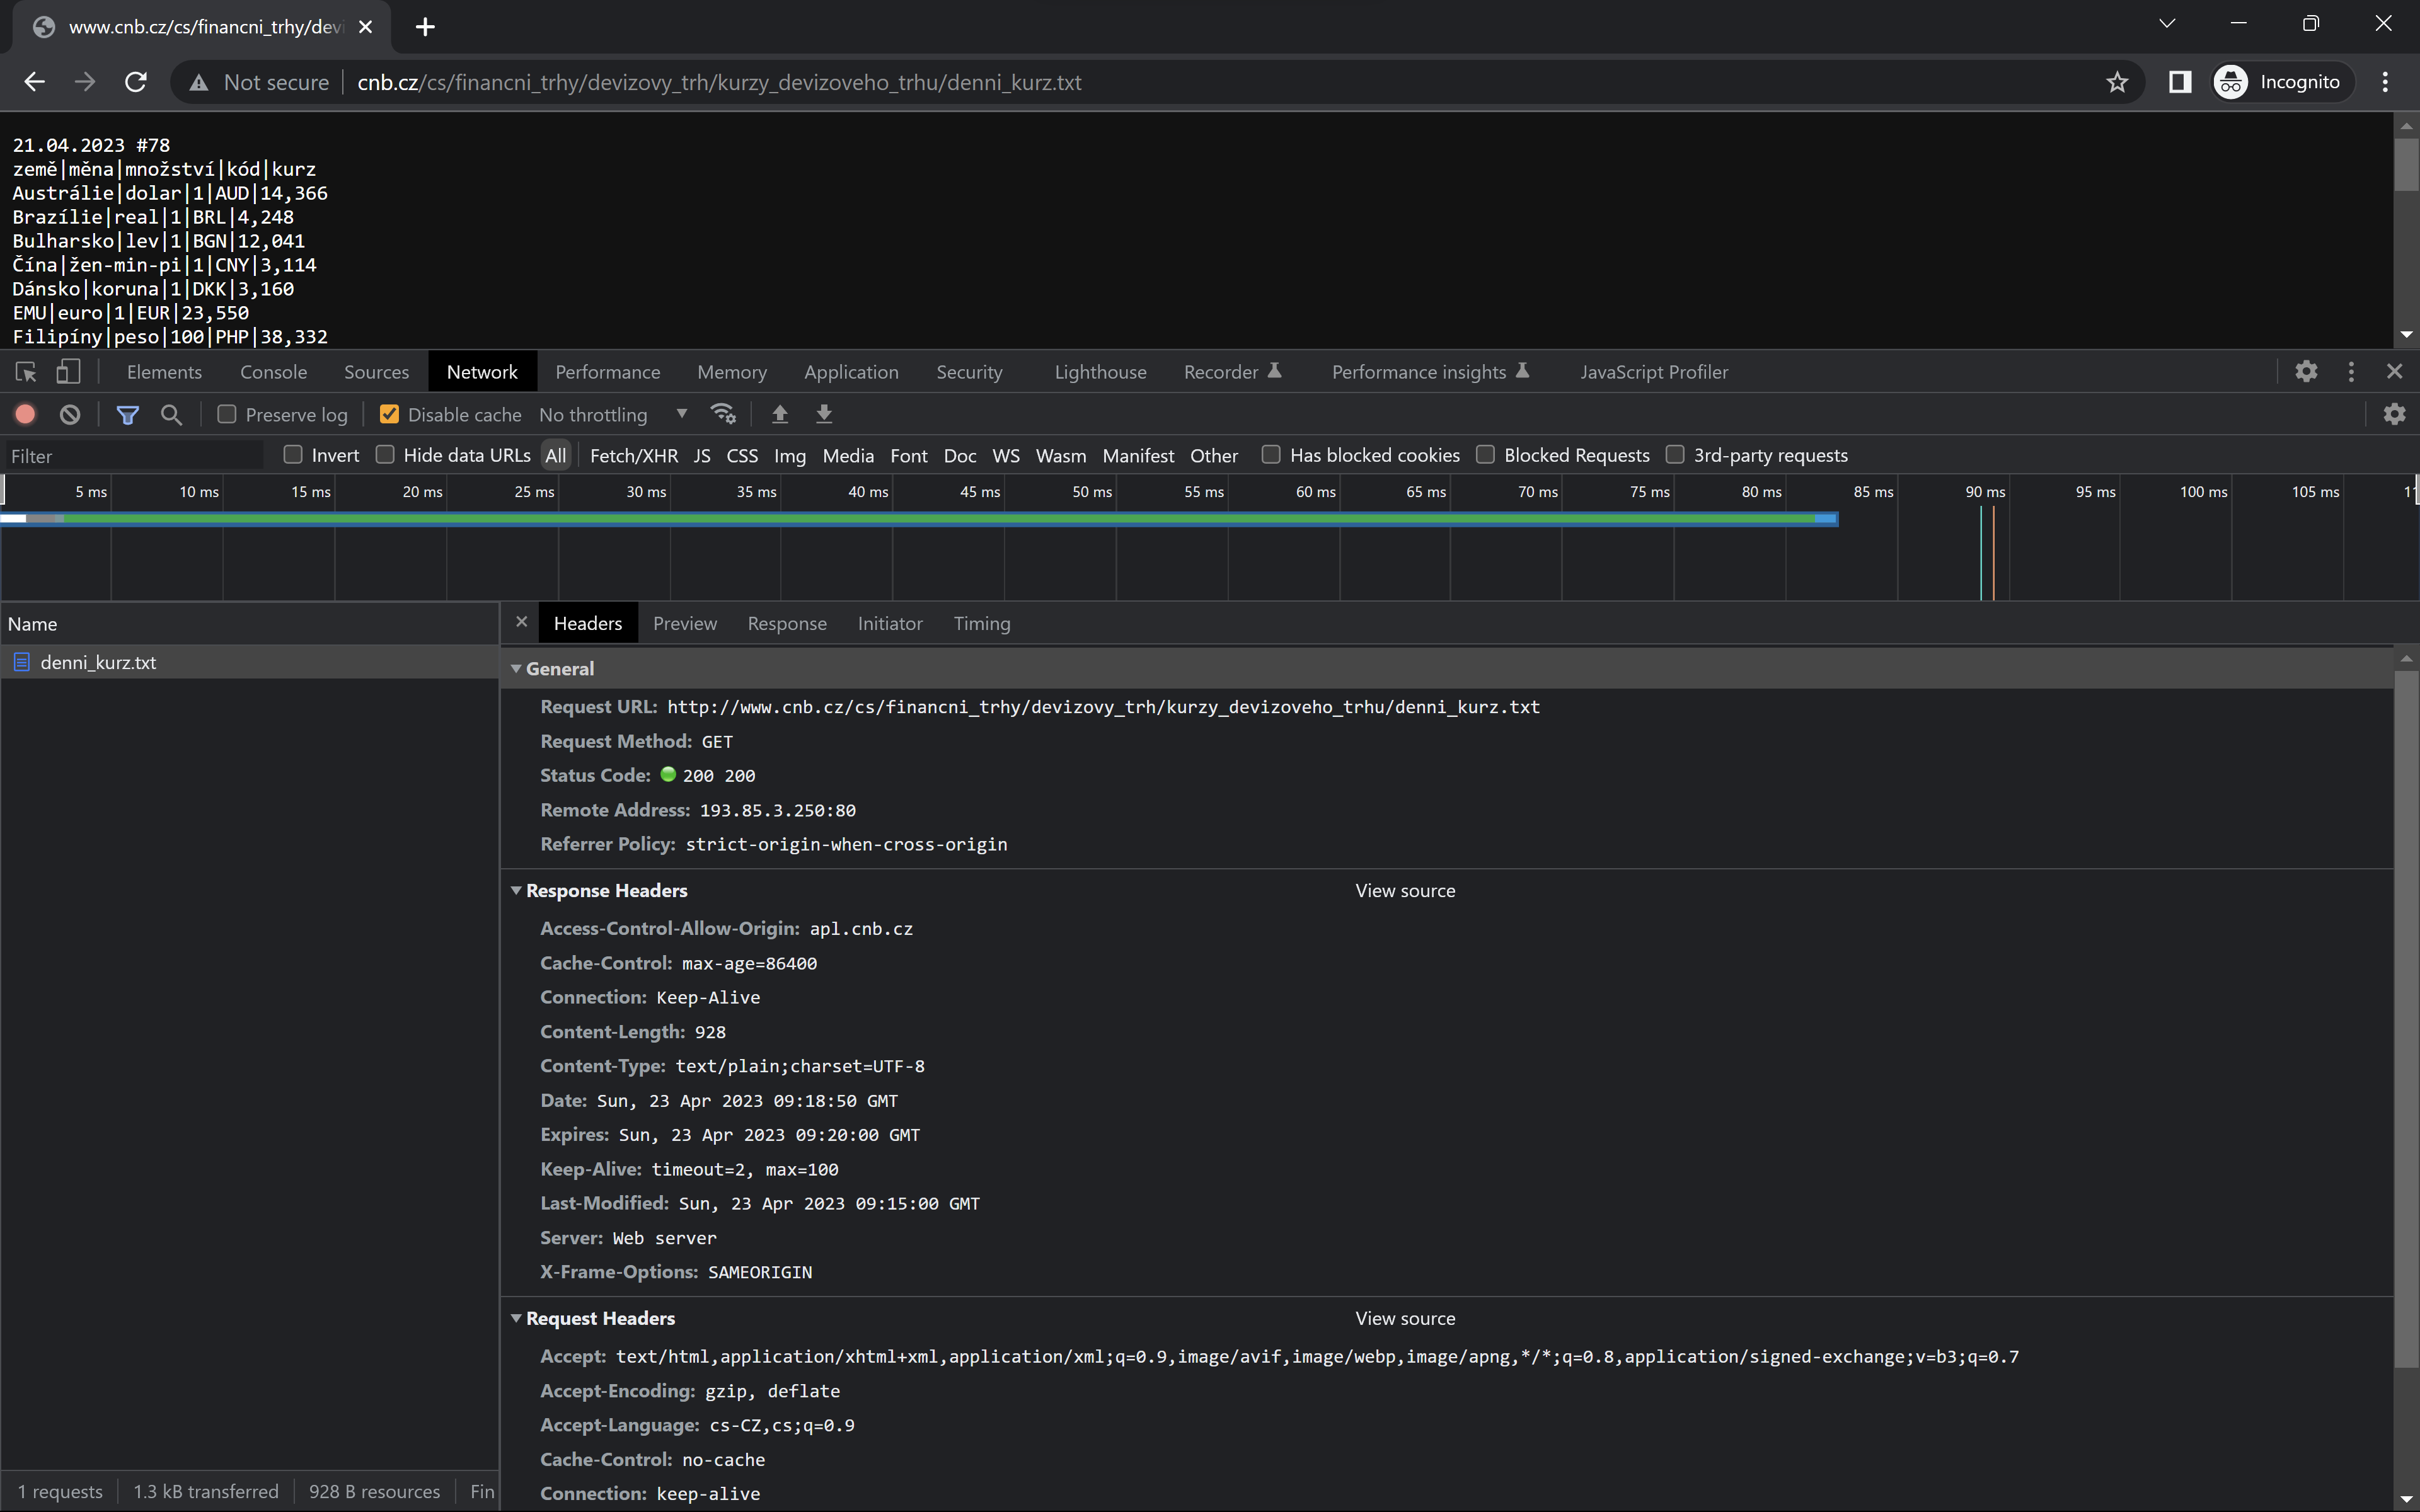 www.cnb.cz/cs/financni_trhy/devi
Not secure cnb.cz/cs/financni_trhy/devizovy_trh/kurzy_devizoveho_trhu/denni_kurz.txt Incognito
21.04.2023 #78
země|měna|množství|kód|kurz
Austrálie|dolar|1|AUD|14,366
Brazílie|real|1|BRL|4,248
Bulharsko|lev|1|BGN|12,041
Čína|žen-min-pi|1|CNY|3,114
Dánsko|koruna|1|DKK|3,160
EMU|euro|1|EUR|23,550
Filipíny|peso|100|PHP|38,332
Elements Console Sources Network Performance Memory Application Security Lighthouse Recorder Performance insights JavaScript Profiler
Preserve log Disable cache No throttling
Filter Invert Hide data URLs All Fetch/XHR JS CSS Img Media Font Doc WS Wasm Manifest Other Has blocked cookies Blocked Requests 3rd-party requests
5 ms 10 ms 15 ms 20 ms 25 ms 30 ms 35 ms 40 ms 45 ms 50 ms 55 ms 60 ms 65 ms 70 ms 75 ms 80 ms 85 ms 90 ms 95 ms 100 ms 105 ms
Name
denni_kurz.txt
Headers Preview Response Initiator Timing
General
Request URL: http://www.cnb.cz/cs/financni_trhy/devizovy_trh/kurzy_devizoveho_trhu/denni_kurz.txt
Request Method: GET
Status Code: 200 200
Remote Address: 193.85.3.250:80
Referrer Policy: strict-origin-when-cross-origin
Response Headers View source
Access-Control-Allow-Origin: apl.cnb.cz
Cache-Control: max-age=86400
Connection: Keep-Alive
Content-Length: 928
Content-Type: text/plain;charset=UTF-8
Date: Sun, 23 Apr 2023 09:18:50 GMT
Expires: Sun, 23 Apr 2023 09:20:00 GMT
Keep-Alive: timeout=2, max=100
Last-Modified: Sun, 23 Apr 2023 09:15:00 GMT
Server: Web server
X-Frame-Options: SAMEORIGIN
Request Headers View source
Accept: text/html,application/xhtml+xml,application/xml;q=0.9,image/avif,image/webp,image/apng,*/*;q=0.8,application/signed-exchange;v=b3;q=0.7
Accept-Encoding: gzip, deflate
Accept-Language: cs-CZ,cs;q=0.9
Cache-Control: no-cache
Connection: keep-alive
1 requests 1.3 kB transferred 928 B resources Fin